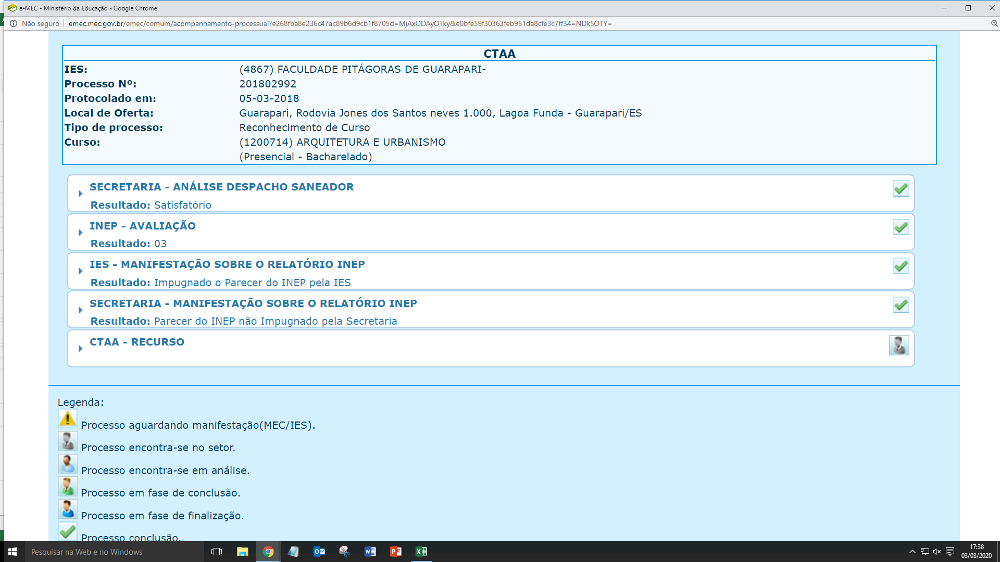 e-MEC - Ministério da Educação - Google Chrome
Não seguro | emec.mec.gov.br/emec/comum/acompanhamento-processual?e268fba8e236c47ac89b6d9cb1f8705d=MjAxODAyOTky&e0bfe59f30363feb951da8cfe3c7ff34=NDk5OTY=
CTAA
IES: (4867) FACULDADE PITÁGORAS DE GUARAPARI-
Processo Nº: 201802992
Protocolado em: 05-03-2018
Local de Oferta: Guarapari, Rodovia Jones dos Santos neves 1.000, Lagoa Funda - Guarapari/ES
Tipo de processo: Reconhecimento de Curso
Curso: (1200714) ARQUITETURA E URBANISMO
(Presencial - Bacharelado)
SECRETARIA - ANÁLISE DESPACHO SANEADOR
Resultado: Satisfatório
INEP - AVALIAÇÃO
Resultado: 03
IES - MANIFESTAÇÃO SOBRE O RELATÓRIO INEP
Resultado: Impugnado o Parecer do INEP pela IES
SECRETARIA - MANIFESTAÇÃO SOBRE O RELATÓRIO INEP
Resultado: Parecer do INEP não Impugnado pela Secretaria
CTAA - RECURSO
Legenda:
Processo aguardando manifestação(MEC/IES).
Processo encontra-se no setor.
Processo encontra-se em análise.
Processo em fase de conclusão.
Processo em fase de finalização.
Processo conclusão.
Pesquisar na Web e no Windows
17:38
03/03/2020